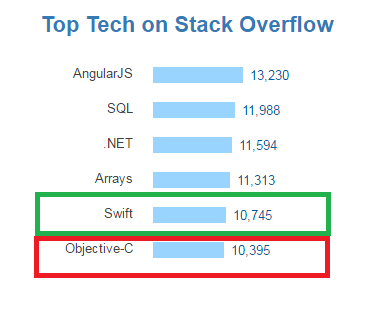 Top Tech on Stack Overflow
AngularJS 13,230
SQL 11,988
.NET 11,594
Arrays 11,313
Swift 10,745
Objective-C 10,395